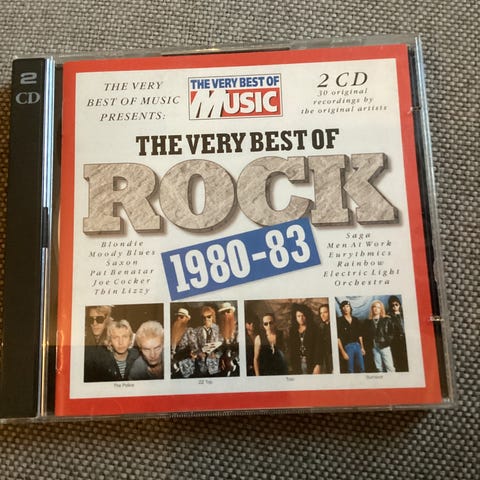 2
CD
THE VERY
BEST OF MUSIC
PRESENTS:
THE VERY BEST OF
MUSIC
2 CD
30 original
recordings by
the original artists
THE VERY BEST OF
ROCK
1980-83
Blondie
Moody Blues
Saxon
Pat Benatar
Joe Cocker
Thin Lizzy
Saga
Men At Work
Eurythmics
Rainbow
Electric Light
Orchestra
The Police
ZZ Top
Toto
Survivor